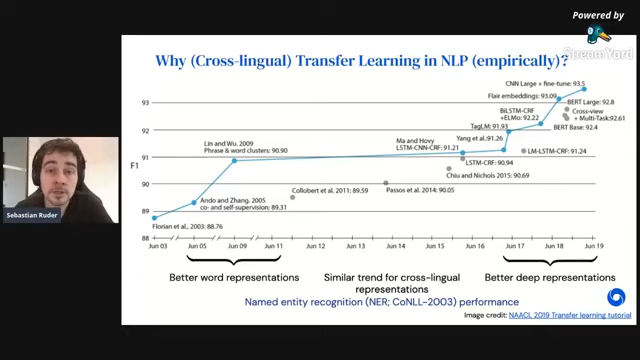 Powered by
StreamYard
Why (Cross-lingual) Transfer Learning in NLP (empirically)?
CNN Large + fine-tune: 93.5
Flair embeddings: 93.09
BERT Large: 92.8
BiLSTM-CRF
+ELMo: 92.22
Cross-view
+ Multi-Task:92.61
TagLM: 91.93
BERT Base: 92.4
Lin and Wu. 2009
Phrase & word clusters: 90.90
Ma and Hovy
LSTM-CNN-CRF: 91.21
Yang et al.:91.26
LM-LSTM-CRF: 91.24
LSTM-CRF: 90.94
Chiu and Nichols 2015: 90.69
Collobert et al. 2011: 89.59
Passos et al. 2014: 90.05
Ando and Zhang. 2005
co- and self-supervision: 89.31
Florian et al., 2003: 88.76
F1
93
92
91
90
89
88
Jun 03 Jun 05 Jun 09 Jun 11 Jun 12 Jun 13 Jun 14 Jun 15 Jun 16 Jun 17 Jun 18 Jun 19
Better word representations
Similar trend for cross-lingual
representations
Better deep representations
Named entity recognition (NER; CoNLL-2003) performance
Image credit: NAACL 2019 Transfer learning tutorial
Sebastian Ruder